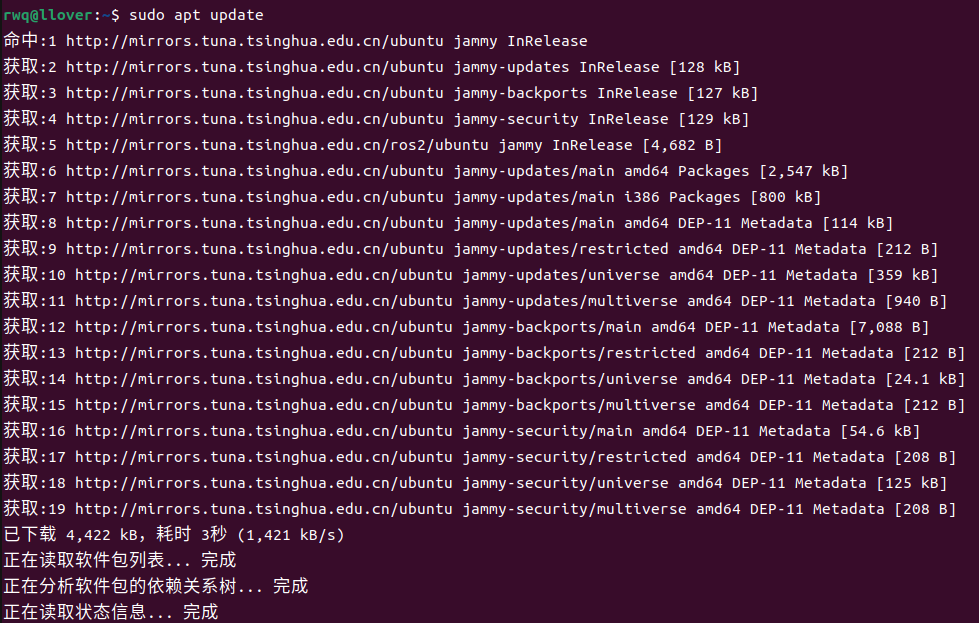 rwq@llover:~$ sudo apt update
命中:1 http://mirrors.tuna.tsinghua.edu.cn/ubuntu jammy InRelease
获取:2 http://mirrors.tuna.tsinghua.edu.cn/ubuntu jammy-updates InRelease [128 kB]
获取:3 http://mirrors.tuna.tsinghua.edu.cn/ubuntu jammy-backports InRelease [127 kB]
获取:4 http://mirrors.tuna.tsinghua.edu.cn/ubuntu jammy-security InRelease [129 kB]
获取:5 http://mirrors.tuna.tsinghua.edu.cn/ros2/ubuntu jammy InRelease [4,682 B]
获取:6 http://mirrors.tuna.tsinghua.edu.cn/ubuntu jammy-updates/main amd64 Packages [2,547 kB]
获取:7 http://mirrors.tuna.tsinghua.edu.cn/ubuntu jammy-updates/main i386 Packages [800 kB]
获取:8 http://mirrors.tuna.tsinghua.edu.cn/ubuntu jammy-updates/main amd64 DEP-11 Metadata [114 kB]
获取:9 http://mirrors.tuna.tsinghua.edu.cn/ubuntu jammy-updates/restricted amd64 DEP-11 Metadata [212 B]
获取:10 http://mirrors.tuna.tsinghua.edu.cn/ubuntu jammy-updates/universe amd64 DEP-11 Metadata [359 kB]
获取:11 http://mirrors.tuna.tsinghua.edu.cn/ubuntu jammy-updates/multiverse amd64 DEP-11 Metadata [940 B]
获取:12 http://mirrors.tuna.tsinghua.edu.cn/ubuntu jammy-backports/main amd64 DEP-11 Metadata [7,088 B]
获取:13 http://mirrors.tuna.tsinghua.edu.cn/ubuntu jammy-backports/restricted amd64 DEP-11 Metadata [212 B]
获取:14 http://mirrors.tuna.tsinghua.edu.cn/ubuntu jammy-backports/universe amd64 DEP-11 Metadata [24.1 kB]
获取:15 http://mirrors.tuna.tsinghua.edu.cn/ubuntu jammy-backports/multiverse amd64 DEP-11 Metadata [212 B]
获取:16 http://mirrors.tuna.tsinghua.edu.cn/ubuntu jammy-security/main amd64 DEP-11 Metadata [54.6 kB]
获取:17 http://mirrors.tuna.tsinghua.edu.cn/ubuntu jammy-security/restricted amd64 DEP-11 Metadata [208 B]
获取:18 http://mirrors.tuna.tsinghua.edu.cn/ubuntu jammy-security/universe amd64 DEP-11 Metadata [125 kB]
获取:19 http://mirrors.tuna.tsinghua.edu.cn/ubuntu jammy-security/multiverse amd64 DEP-11 Metadata [208 B]
已下载 4,422 kB，耗时 3秒 (1,421 kB/s)
正在读取软件包列表... 完成
正在分析软件包的依赖关系树... 完成
正在读取状态信息... 完成